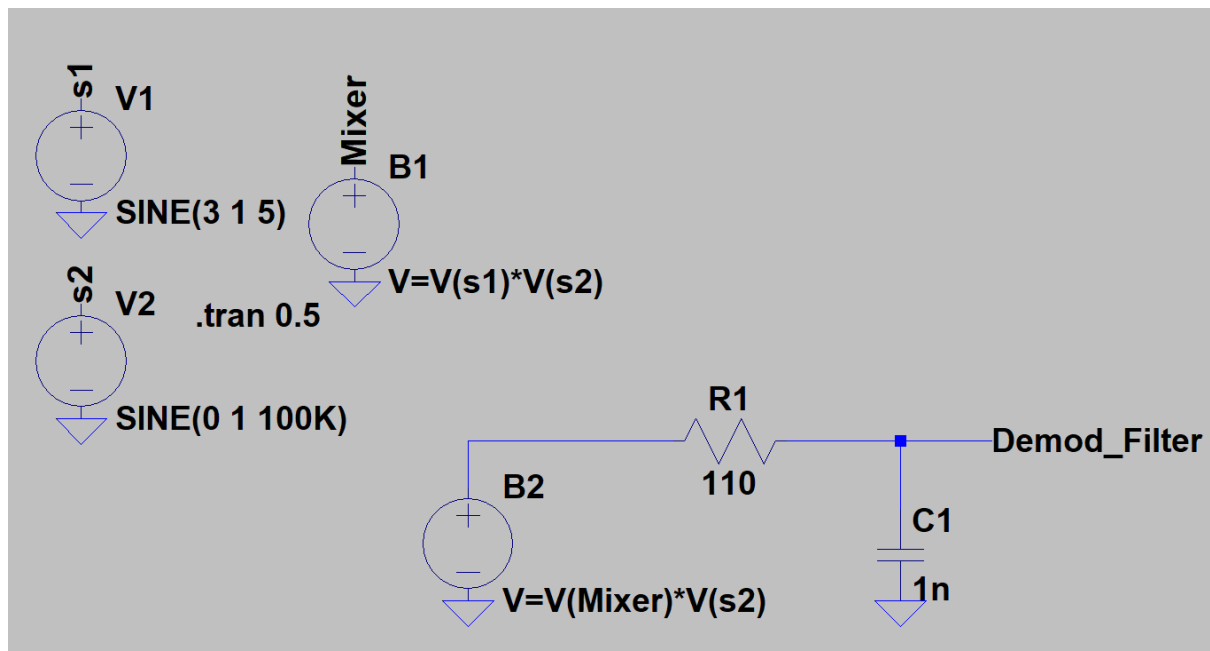 s1
V1
SINE(3 1 5)
s2
V2
SINE(0 1 100K)
.tran 0.5
Mixer
B1
V=V(s1)*V(s2)
B2
V=V(Mixer)*V(s2)
R1
110
Demod_Filter
C1
1n